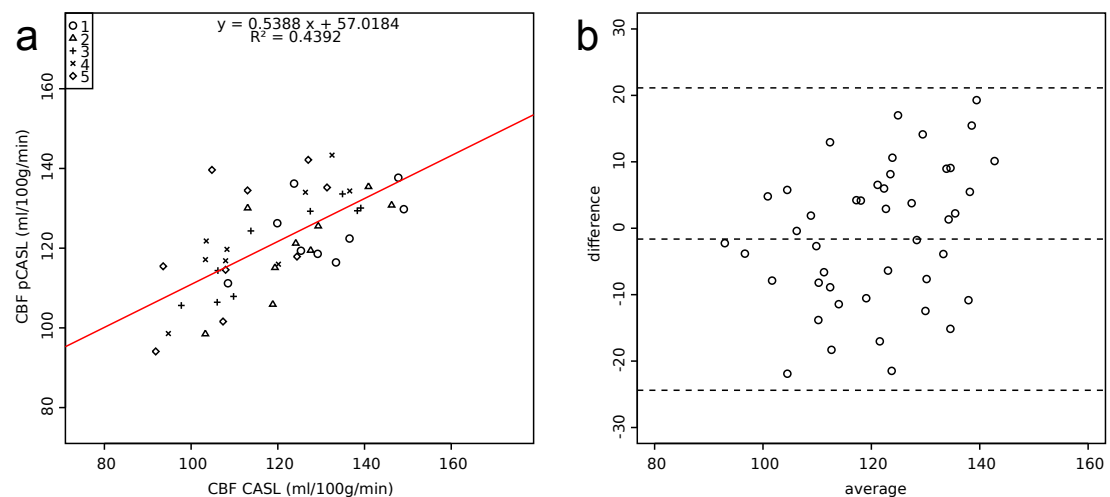 a
1
2
3
4
5
y = 0.5388 x + 57.0184
R² = 0.4392
160
140
120
100
80
CBF pCASL (ml/100g/min)
80 100 120 140 160
CBF CASL (ml/100g/min)
b
30
20
10
0
-10
-20
-30
difference
80 100 120 140 160
average